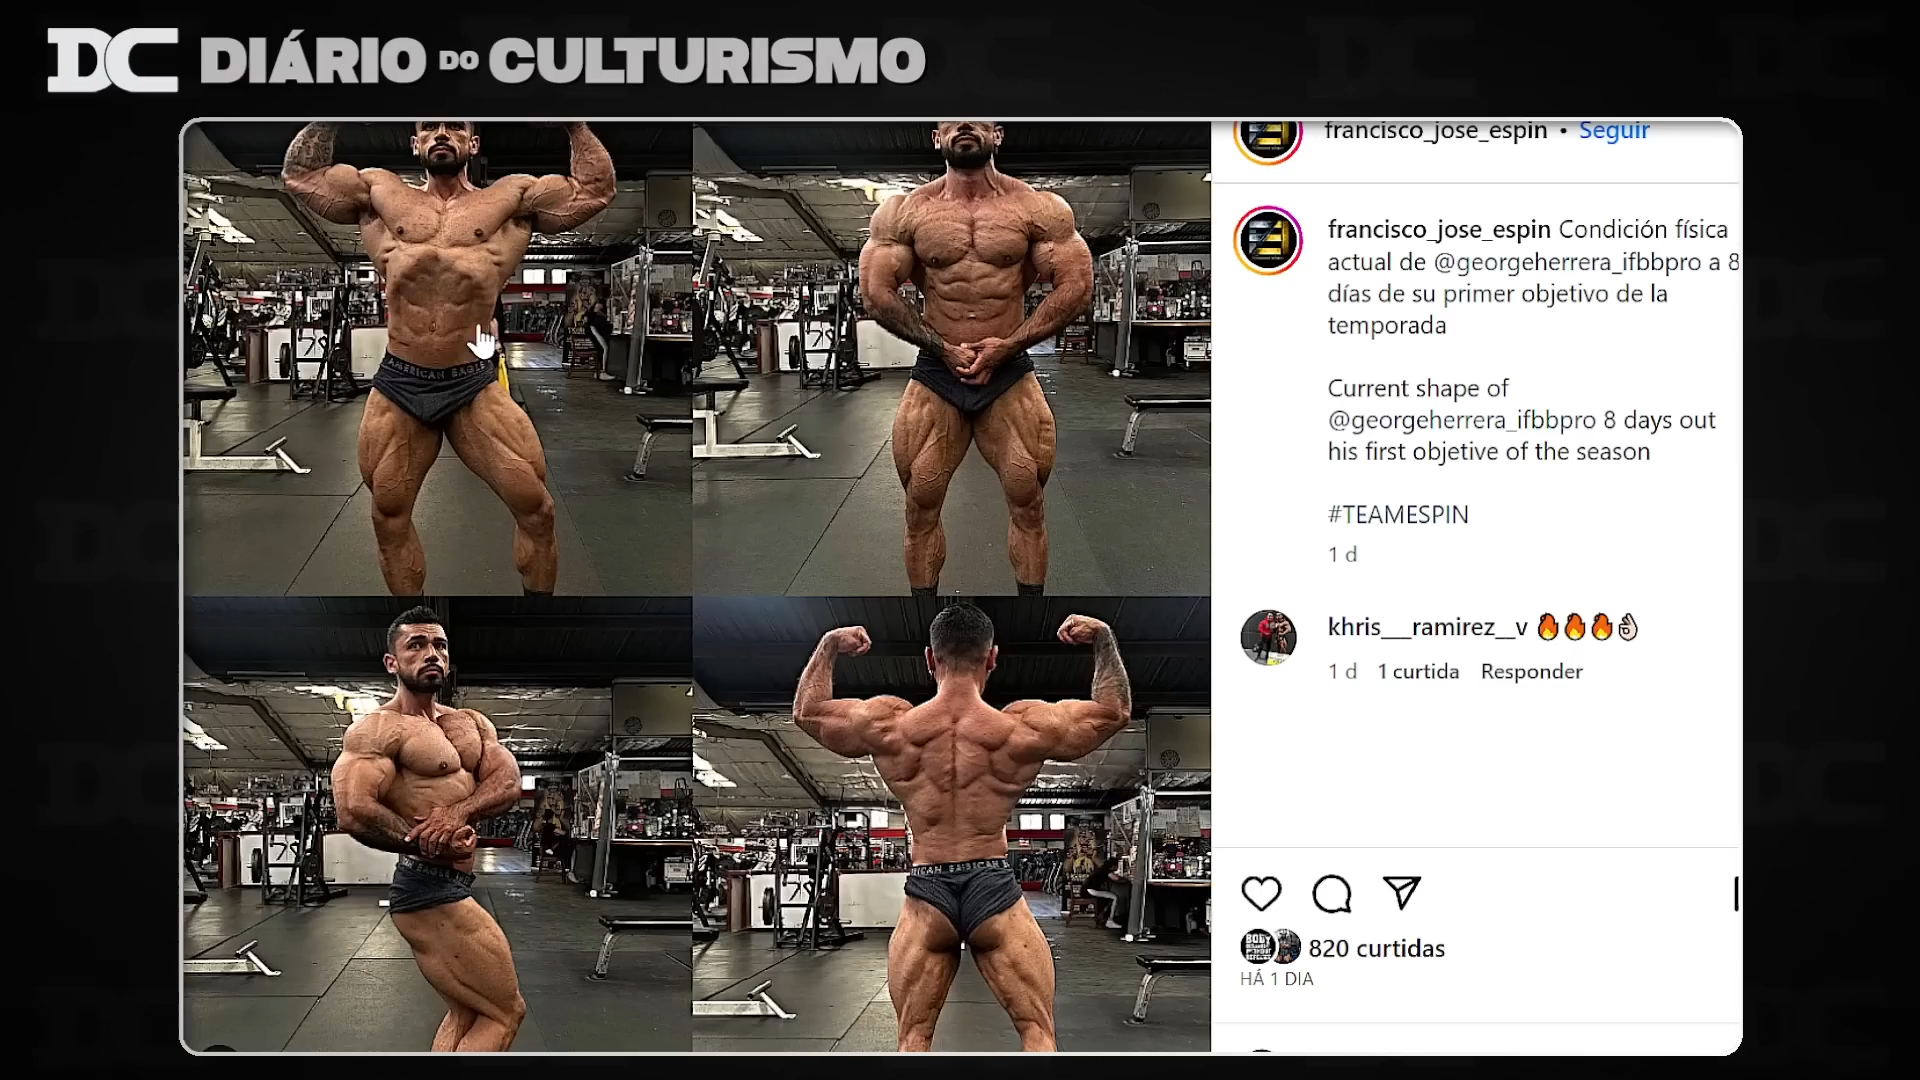 DC DIÁRIO DO CULTURISMO
francisco_jose_espin • Seguir
francisco_jose_espin Condición física
actual de @georgeherrera_ifbbpro a 8
días de su primer objetivo de la
temporada
Current shape of
@georgeherrera_ifbbpro 8 days out
his first objetive of the season
#TEAMESPIN
1 d
khris___ramirez__v 🔥🔥🔥👌🏻
1 d 1 curtida Responder
820 curtidas
HÁ 1 DIA
AMERICAN EAGLE